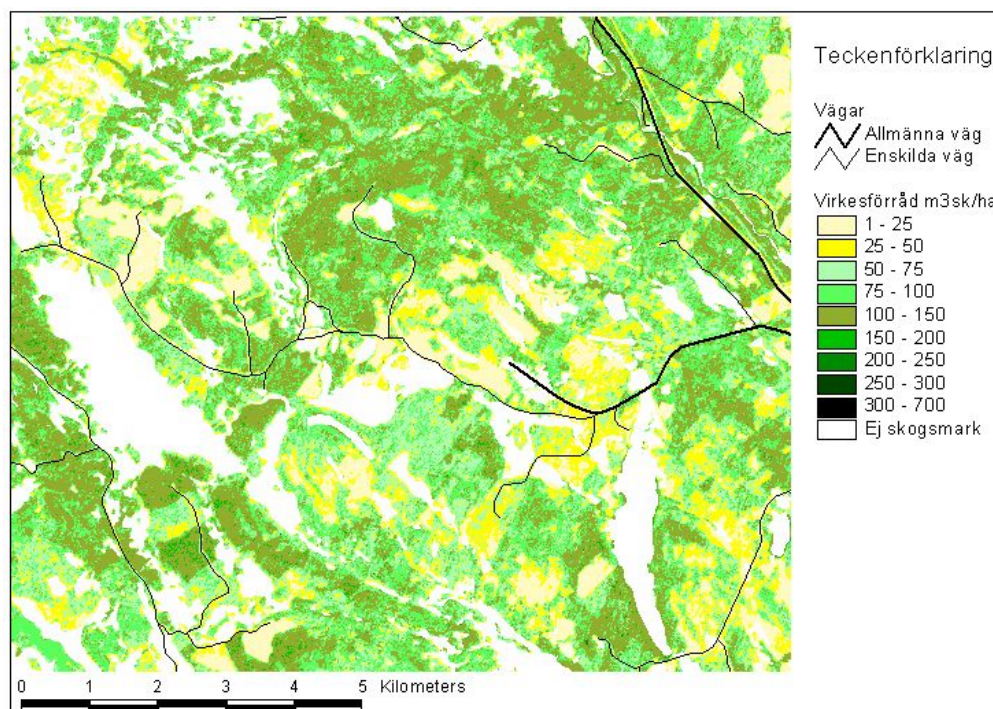 Teckenförklaring
Vägar
Allmänna väg
Enskilda väg
Virkesförråd m3sk/ha
1 - 25
25 - 50
50 - 75
75 - 100
100 - 150
150 - 200
200 - 250
250 - 300
300 - 700
Ej skogsmark
0 1 2 3 4 5 Kilometers